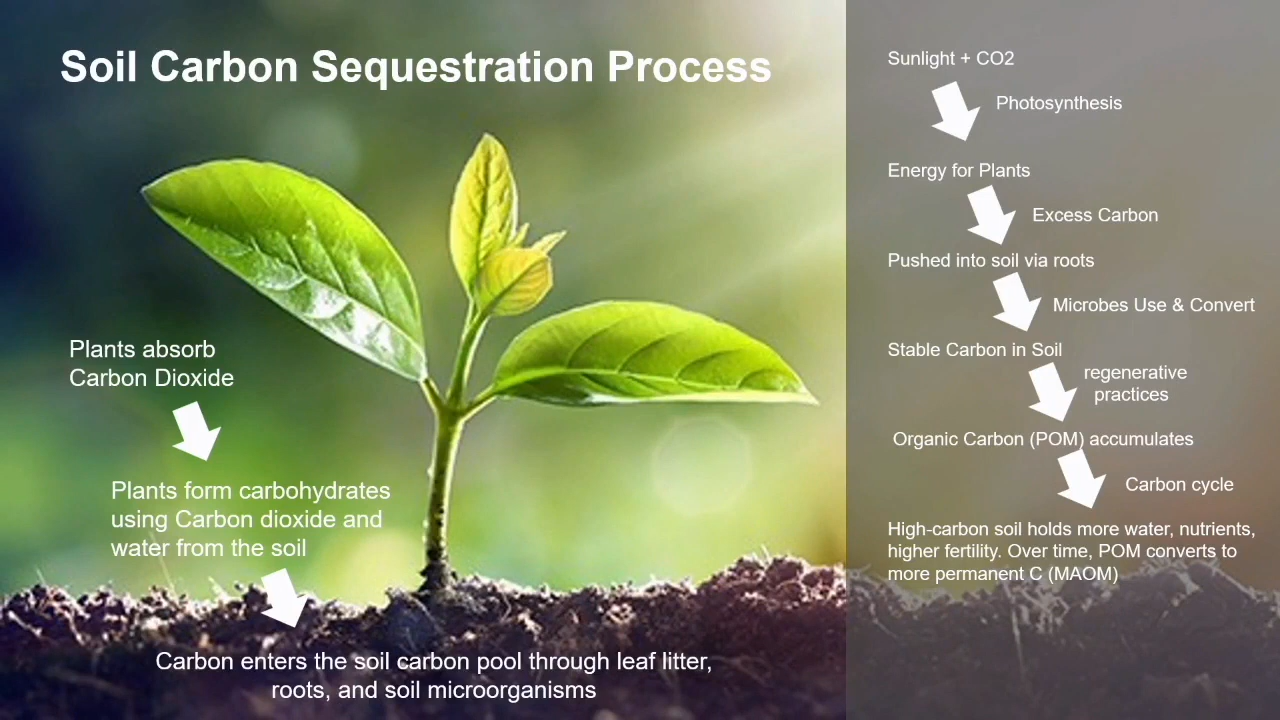 Soil Carbon Sequestration Process
Plants absorb
Carbon Dioxide
Plants form carbohydrates
using Carbon dioxide and
water from the soil
Carbon enters the soil carbon pool through leaf litter,
roots, and soil microorganisms
Sunlight + CO2
Photosynthesis
Energy for Plants
Excess Carbon
Pushed into soil via roots
Microbes Use & Convert
Stable Carbon in Soil
regenerative
practices
Organic Carbon (POM) accumulates
Carbon cycle
High-carbon soil holds more water, nutrients,
higher fertility. Over time, POM converts to
more permanent C (MAOM)